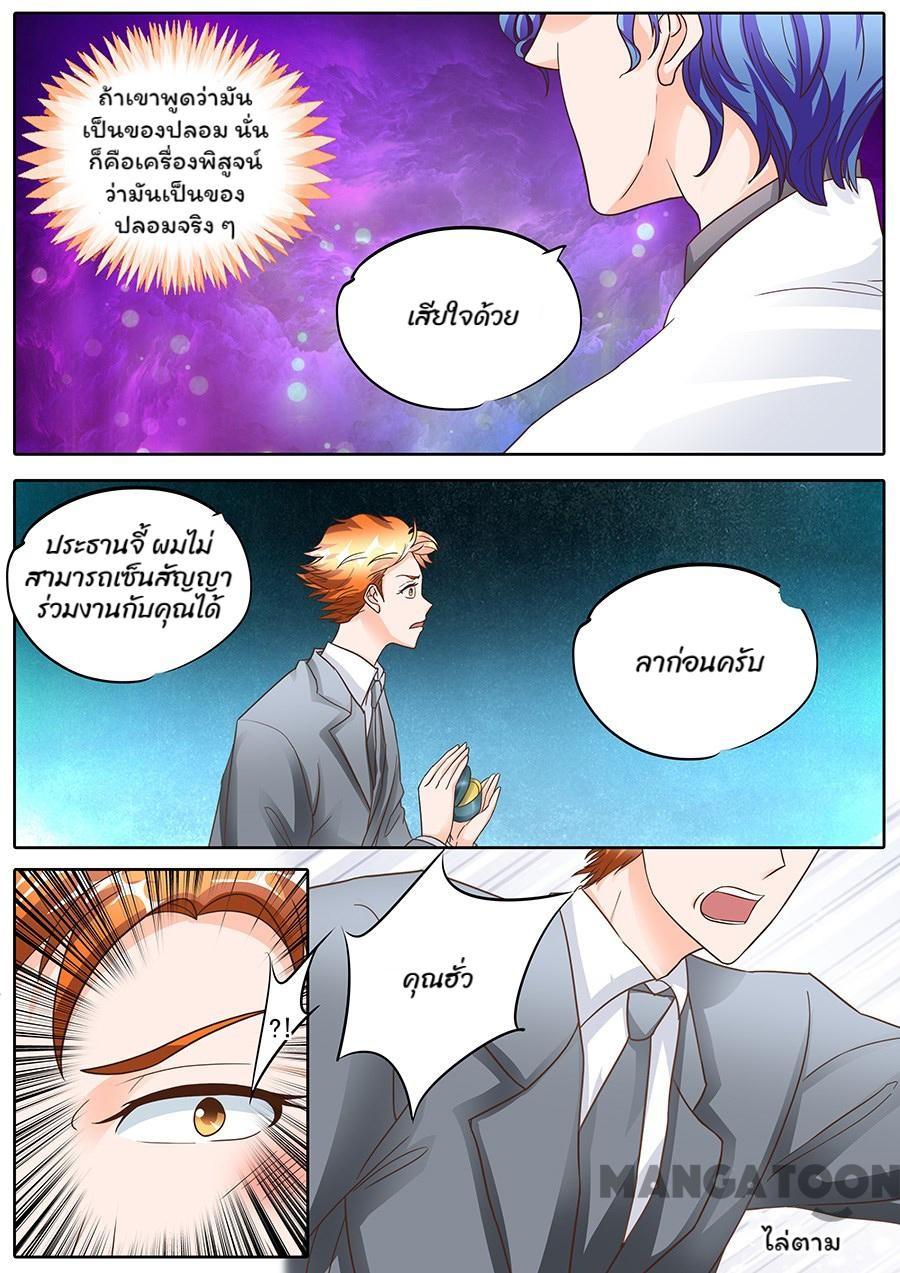 ถ้าเขาพูดว่ามัน
เป็นของปลอม นั่น
ก็คือเครื่องพิสูจน์
ว่ามันเป็นของ
ปลอมจริง ๆ
เสียใจด้วย
ประธานจี้ ผมไม่
สามารถเซ็นสัญญา
ร่วมงานกับคุณได้
ลาก่อนครับ
?!
คุณฮั่ว
MANGATOON
ไล่ตาม